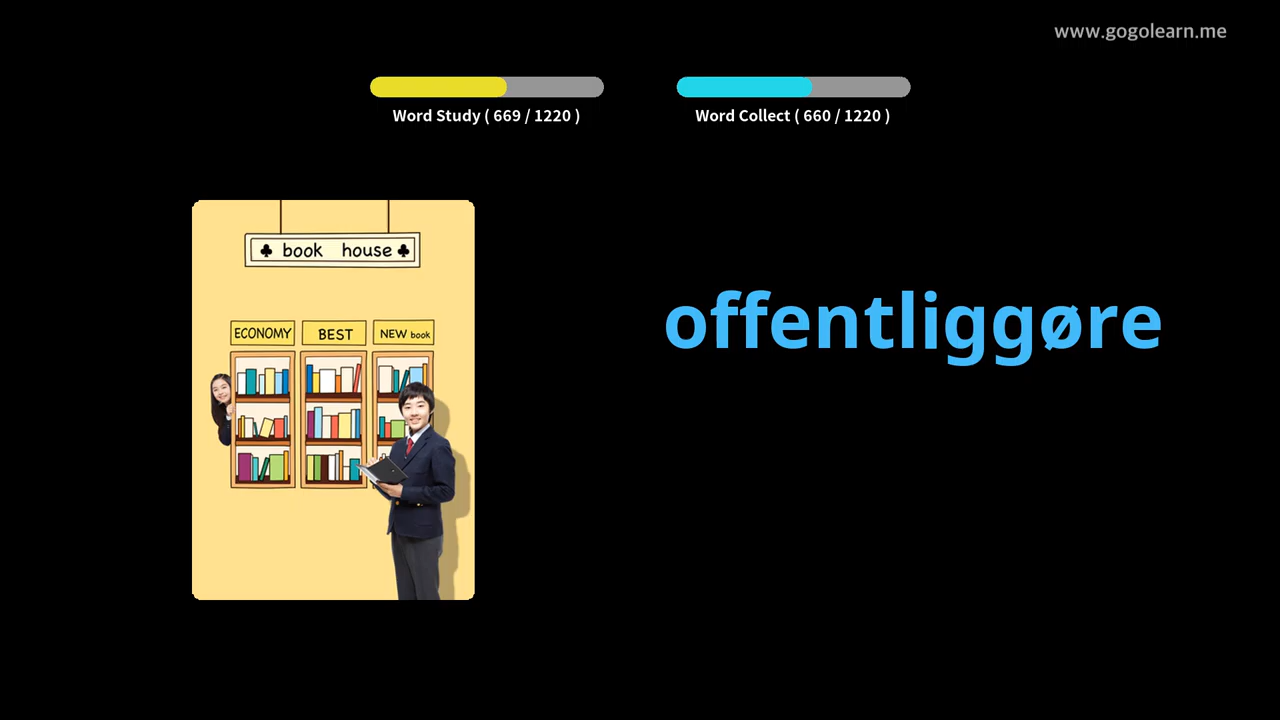 www.gogolearn.me
Word Study ( 669 / 1220 )
Word Collect ( 660 / 1220 )
♣ book house ♣
ECONOMY
BEST
NEW book
offentliggøre